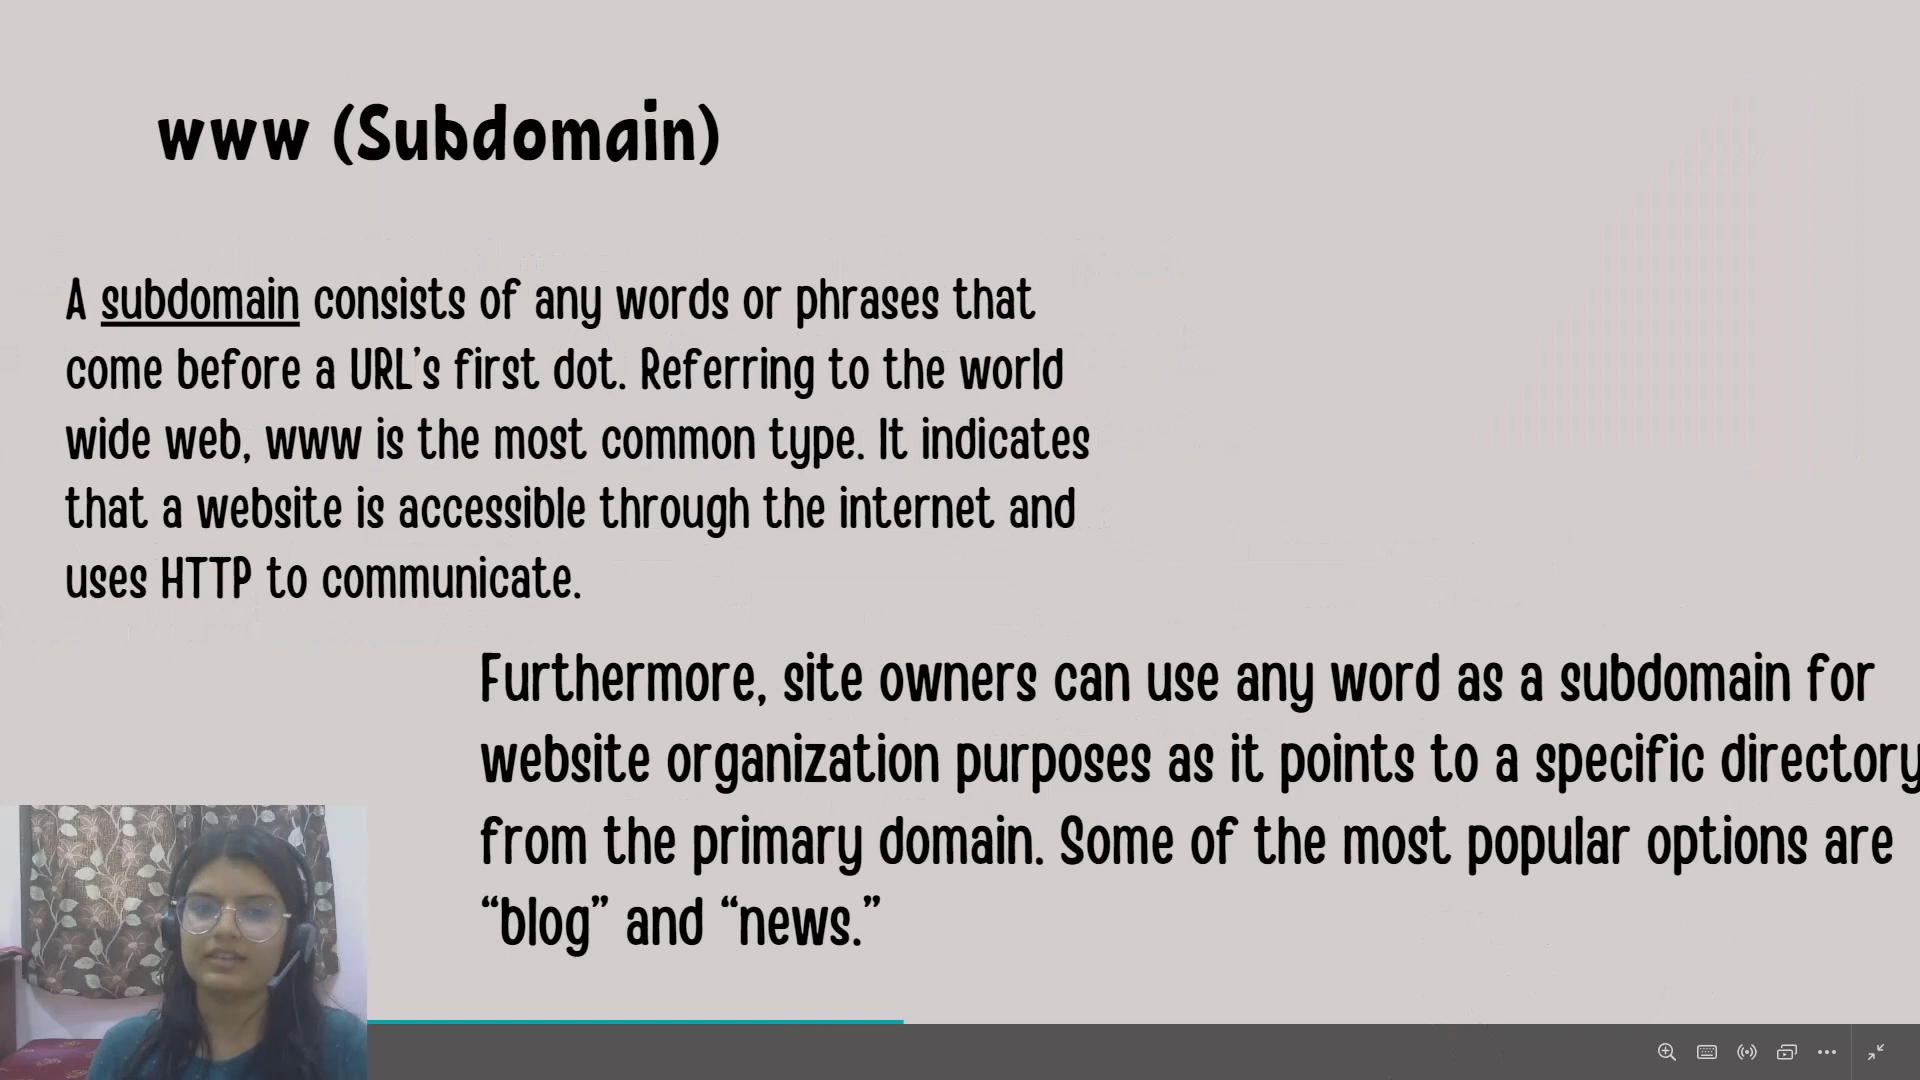 www (Subdomain)
A subdomain consists of any words or phrases that
come before a URL’s first dot. Referring to the world
wide web, www is the most common type. It indicates
that a website is accessible through the internet and
uses HTTP to communicate.
Furthermore, site owners can use any word as a subdomain for
website organization purposes as it points to a specific directory
from the primary domain. Some of the most popular options are
“blog” and “news.”